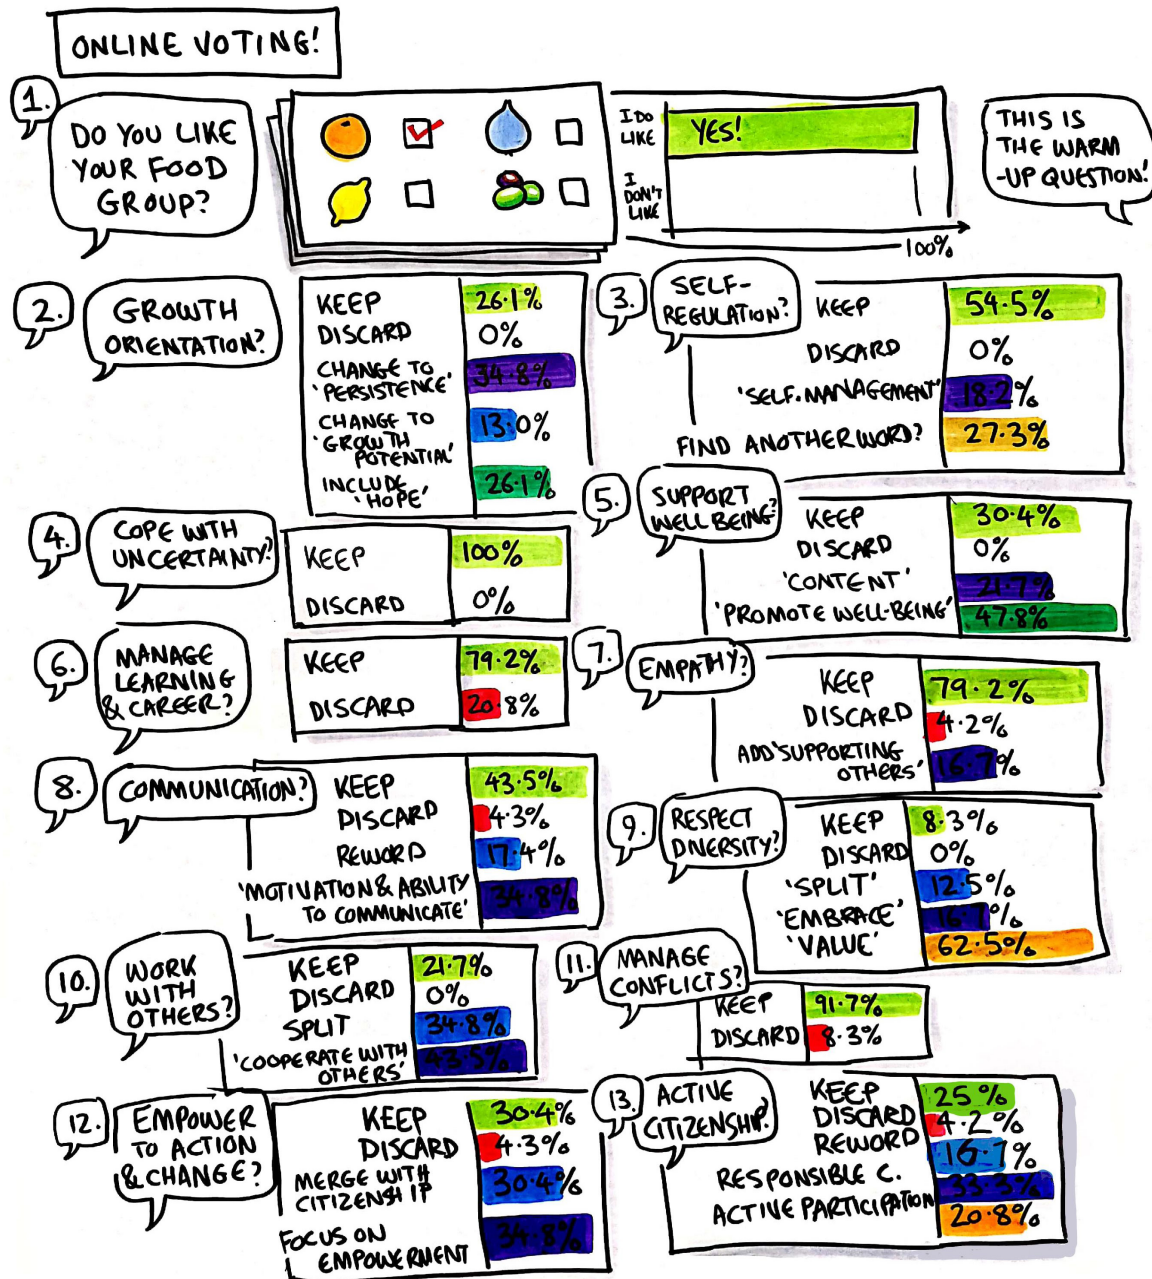 ONLINE VOTING!
1.
DO YOU LIKE
YOUR FOOD
GROUP?
I DO
LIKE
YES!
I
DON'T
LIKE
100%
THIS IS
THE WARM
-UP QUESTION!
2.
GROWTH
ORIENTATION?
KEEP 26.1%
DISCARD 0%
CHANGE TO
'PERSISTENCE' 34.8%
CHANGE TO
'GROWTH
POTENTIAL' 13.0%
INCLUDE
'HOPE' 26.1%
3.
SELF-
REGULATION?
KEEP 54.5%
DISCARD 0%
'SELF-MANAGEMENT' 18.2%
FIND ANOTHER WORD? 27.3%
4.
COPE WITH
UNCERTAINTY?
KEEP 100%
DISCARD 0%
5.
SUPPORT
WELL BEING?
KEEP 30.4%
DISCARD 0%
'CONTENT' 21.7%
'PROMOTE WELL-BEING' 47.8%
6.
MANAGE
LEARNING
& CAREER?
KEEP 79.2%
DISCARD 20.8%
7.
EMPATHY?
KEEP 79.2%
DISCARD 4.2%
ADD 'SUPPORTING
OTHERS' 16.7%
8.
COMMUNICATION?
KEEP 43.5%
DISCARD 4.3%
REWORD 17.4%
'MOTIVATION & ABILITY
TO COMMUNICATE' 34.8%
9.
RESPECT
DIVERSITY?
KEEP 8.3%
DISCARD 0%
'SPLIT' 12.5%
'EMBRACE' 16.7%
'VALUE' 62.5%
10.
WORK
WITH
OTHERS?
KEEP 21.7%
DISCARD 0%
SPLIT 34.8%
'COOPERATE WITH
OTHERS' 43.5%
11.
MANAGE
CONFLICTS?
KEEP 91.7%
DISCARD 8.3%
12.
EMPOWER
TO ACTION
& CHANGE?
KEEP 30.4%
DISCARD 4.3%
MERGE WITH
CITIZENSHIP 30.4%
FOCUS ON
EMPOWERMENT 34.8%
13.
ACTIVE
CITIZENSHIP?
KEEP 25%
DISCARD 4.2%
REWORD 16.7%
RESPONSIBLE C. 33.3%
ACTIVE PARTICIPATION 20.8%